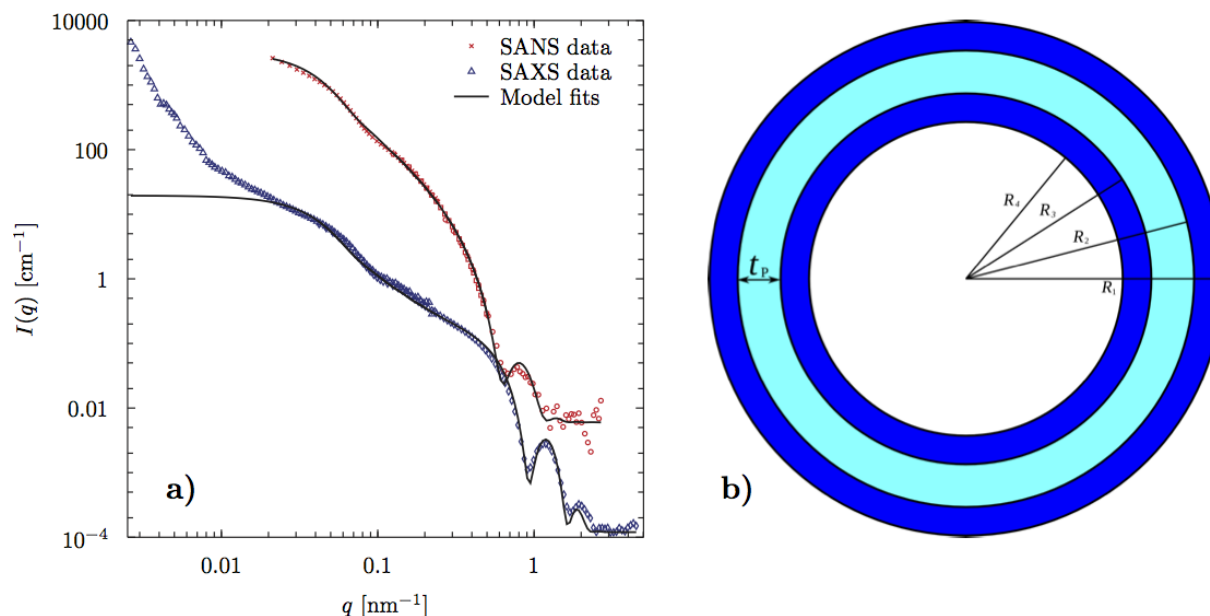 10000
100
1
0.01
10⁻⁴
I(q) [cm⁻¹]
SANS data
SAXS data
Model fits
a)
0.01
0.1
1
q [nm⁻¹]
R₄
R₃
R₂
R₁
t_P
b)